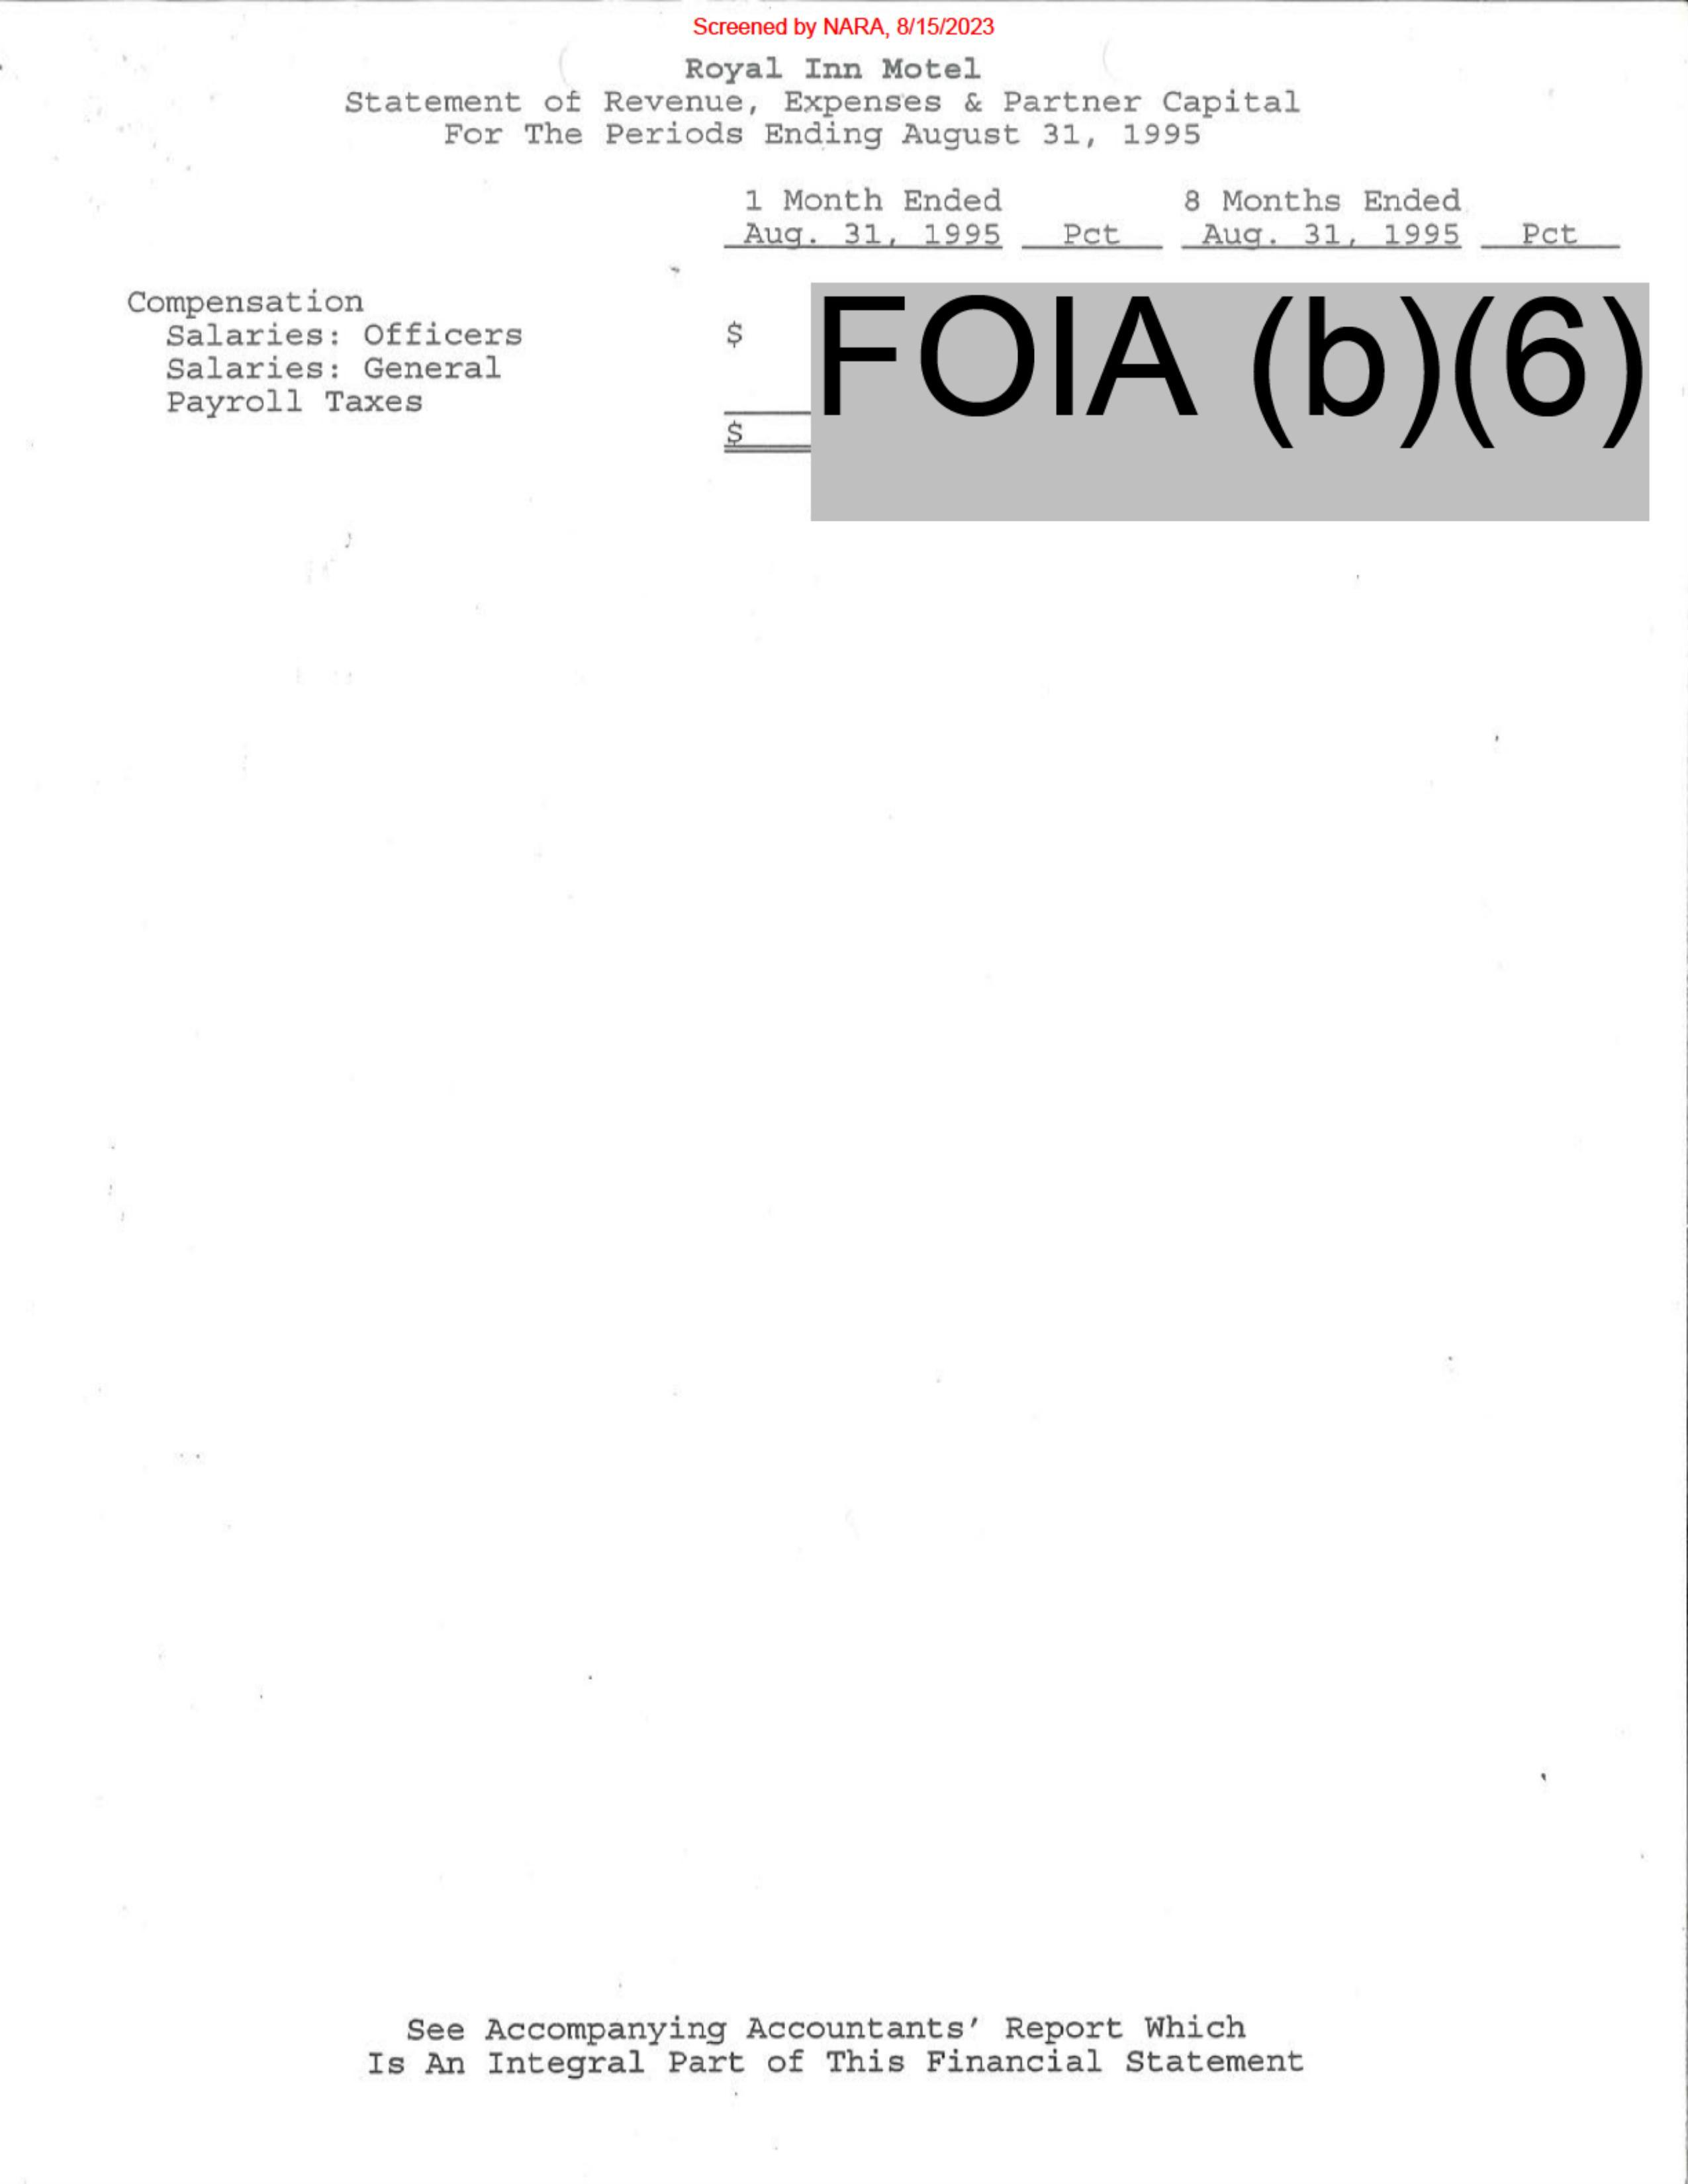 Screened by NARA, 8/15/2023
Royal Inn Motel
Statement of Revenue, Expenses & Partner Capital
For The Periods Ending August 31, 1995
1 Month Ended 8 Months Ended
Aug. 31, 1995 Pct Aug. 31, 1995 Pct
Compensation
Salaries: Officers $
Salaries: General
Payroll Taxes
$
FOIA (b)(6)
See Accompanying Accountants' Report Which
Is An Integral Part of This Financial Statement